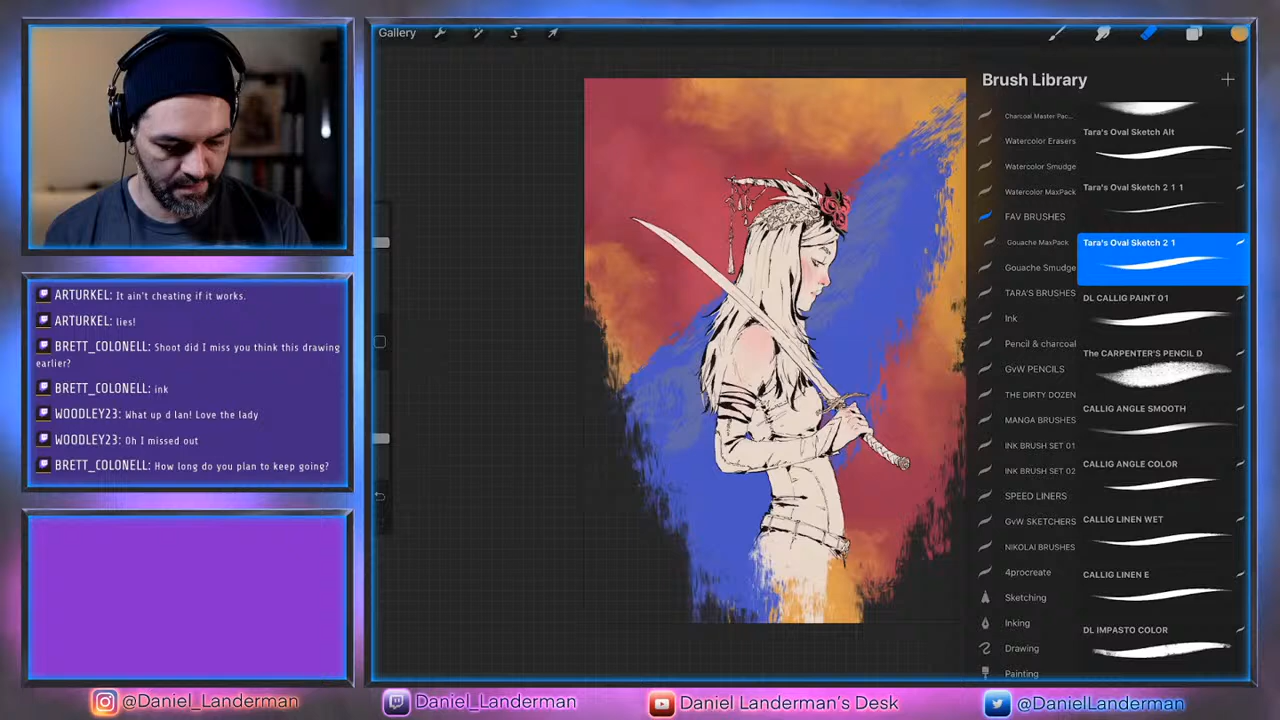 Gallery
Brush Library
ARTURKEL: It ain't cheating if it works.
ARTURKEL: lies!
BRETT_COLONELL: Shoot did I miss you think this drawing
earlier?
BRETT_COLONELL: ink
WOODLEY23: What up d lan! Love the lady
WOODLEY23: Oh I missed out
BRETT_COLONELL: How long do you plan to keep going?
Charcoal Master Pac...
Watercolor Erasers
Watercolor Smudge
Watercolor MaxPack
FAV BRUSHES
Gouache MaxPack
Gouache Smudge
TARA'S BRUSHES
Ink
Pencil & charcoal
GvW PENCILS
THE DIRTY DOZEN
MANGA BRUSHES
INK BRUSH SET 01
INK BRUSH SET 02
SPEED LINERS
GvW SKETCHERS
NIKOLAI BRUSHES
4procreate
Sketching
Inking
Drawing
Painting
Tara's Oval Sketch Alt
Tara's Oval Sketch 2 1 1
Tara's Oval Sketch 2 1
DL CALLIG PAINT 01
The CARPENTER'S PENCIL D
CALLIG ANGLE SMOOTH
CALLIG ANGLE COLOR
CALLIG LINEN WET
CALLIG LINEN E
DL IMPASTO COLOR
@Daniel_Landerman
Daniel_Landerman
Daniel Landerman's Desk
@DanielLanderman